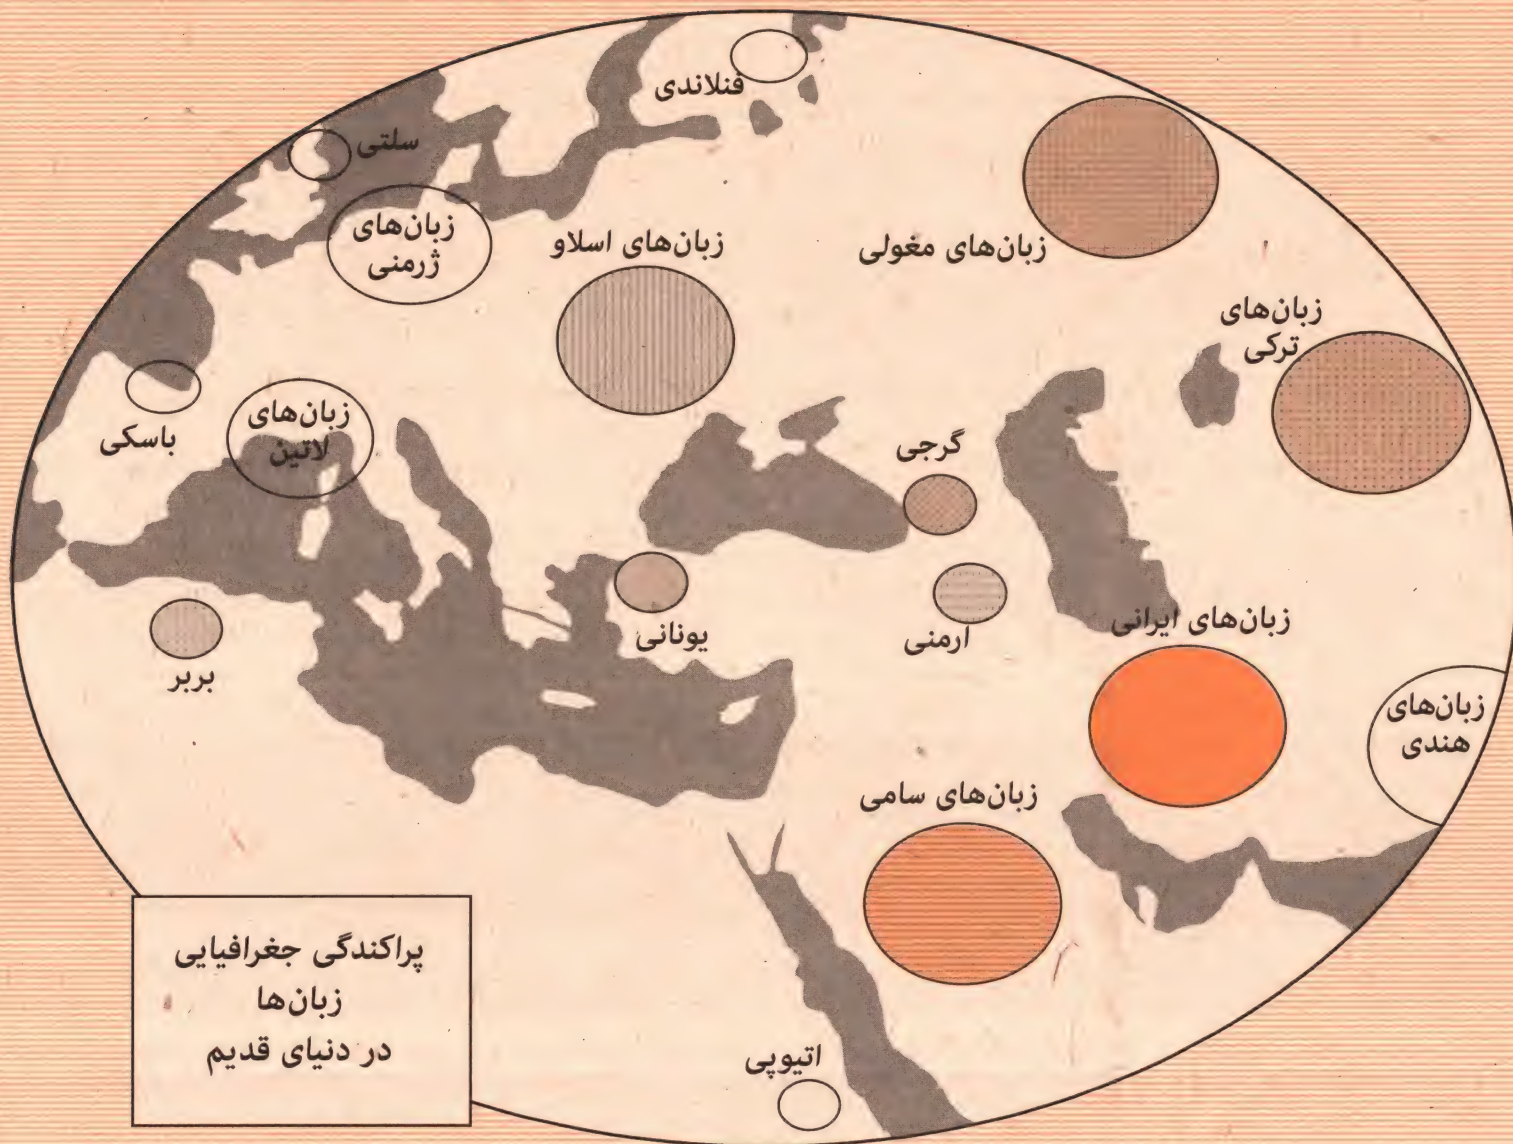 فنلاندی
سلتی
زبان‌های
ژرمنی
زبان‌های اسلاو
زبان‌های مغولی
زبان‌های
ترکی
باسکی
زبان‌های
لاتین
گرجی
ارمنی
یونانی
بربر
زبان‌های ایرانی
زبان‌های
هندی
زبان‌های سامی
اتیوپی
پراکندگی جغرافیایی
زبان‌ها
در دنیای قدیم